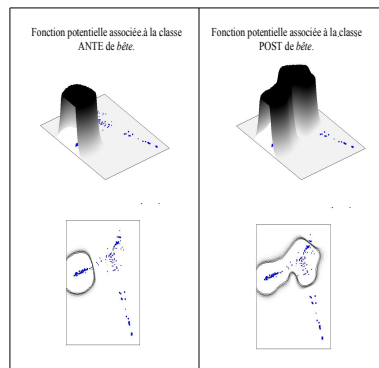 Fonction potentielle associée à la classe
ANTE de bête.
Fonction potentielle associée à la classe
POST de bête.